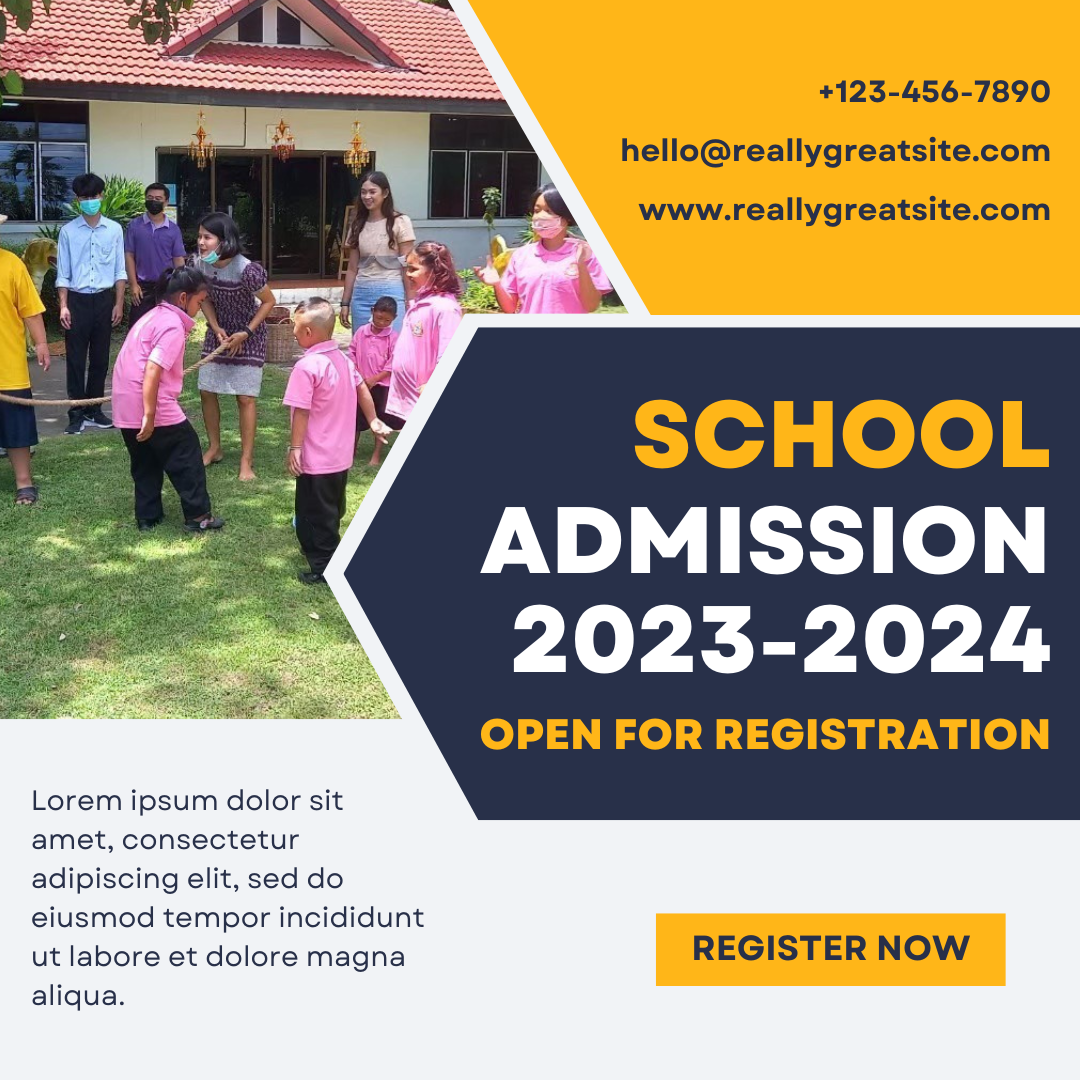 +123-456-7890
hello@reallygreatsite.com
www.reallygreatsite.com
SCHOOL
ADMISSION
2023-2024
OPEN FOR REGISTRATION
Lorem ipsum dolor sit
amet, consectetur
adipiscing elit, sed do
eiusmod tempor incididunt
ut labore et dolore magna
aliqua.
REGISTER NOW